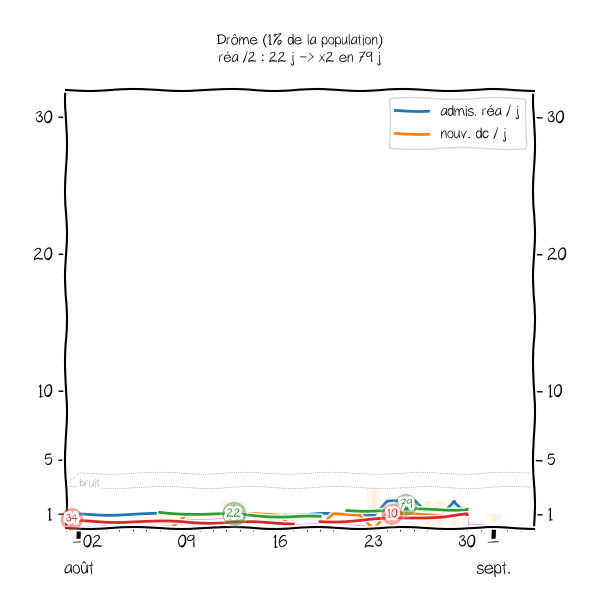 Drôme (1% de la population)
réa /2 : 22 j -> x2 en 79 j
admis. réa / j
nouv. dc / j
30
30
20
20
10
10
5
5
bruit
1
1
34
22
10
79
02
09
16
23
30
août
sept.